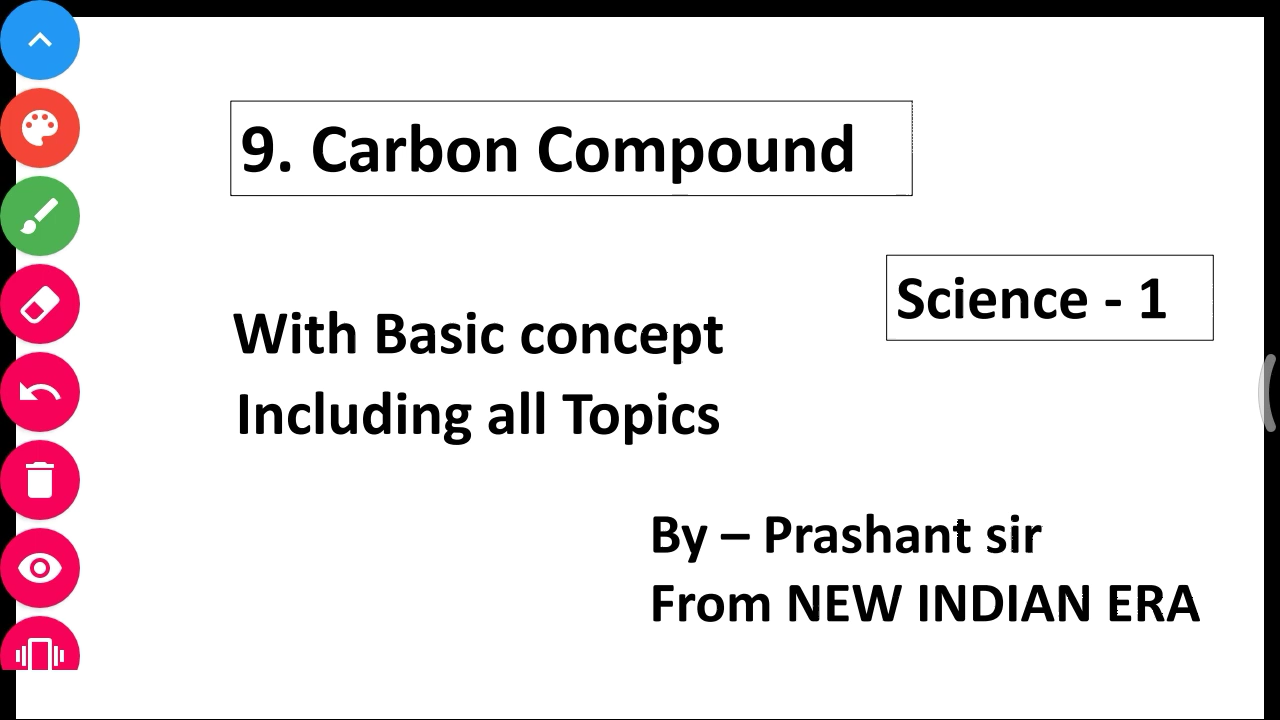 9. Carbon Compound
Science - 1
With Basic concept
Including all Topics
By – Prashant sir
From NEW INDIAN ERA